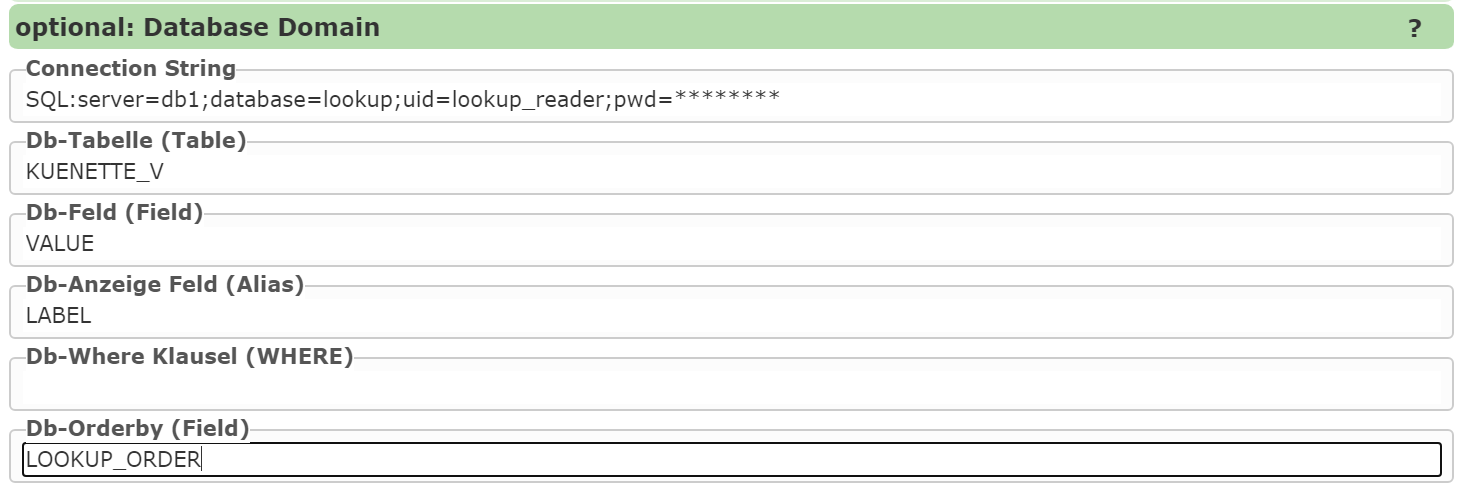 optional: Database Domain ?
Connection String
SQL:server=db1;database=lookup;uid=lookup_reader;pwd=********
Db-Tabelle (Table)
KUENETTE_V
Db-Feld (Field)
VALUE
Db-Anzeige Feld (Alias)
LABEL
Db-Where Klausel (WHERE)
Db-Orderby (Field)
LOOKUP_ORDER